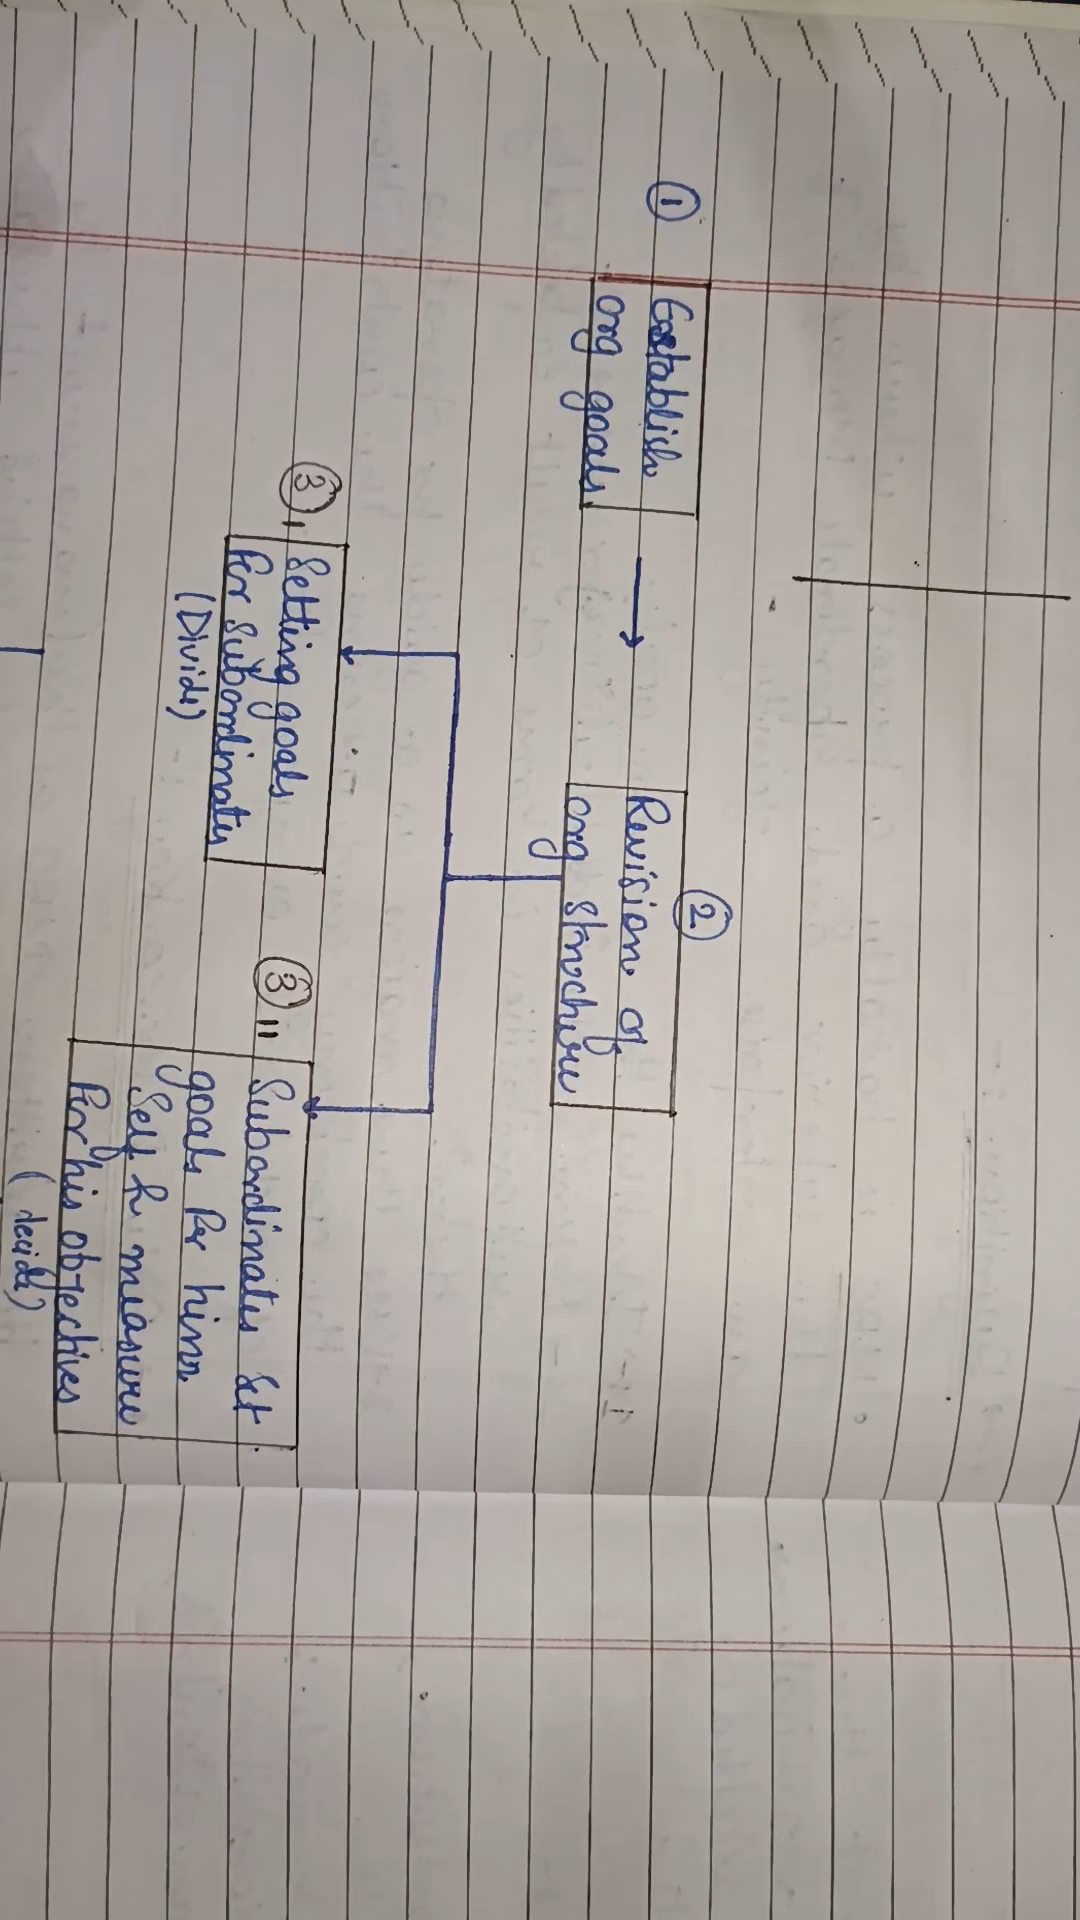 ①
Establish
org goals
→
②
Revision of
org structure
③ I
Setting goals
for subordinates
(Divide)
③ II
Subordinates set
goals for him
self & measure
for his objectives
(decide)